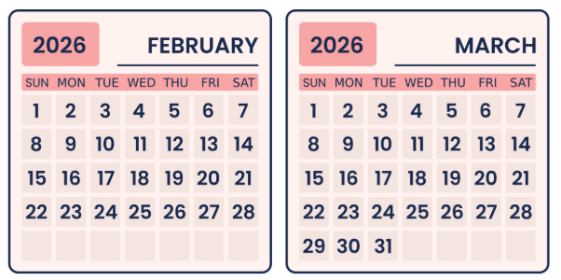 2026 FEBRUARY
SUN MON TUE WED THU FRI SAT
1 2 3 4 5 6 7
8 9 10 11 12 13 14
15 16 17 18 19 20 21
22 23 24 25 26 27 28
2026 MARCH
SUN MON TUE WED THU FRI SAT
1 2 3 4 5 6 7
8 9 10 11 12 13 14
15 16 17 18 19 20 21
22 23 24 25 26 27 28
29 30 31